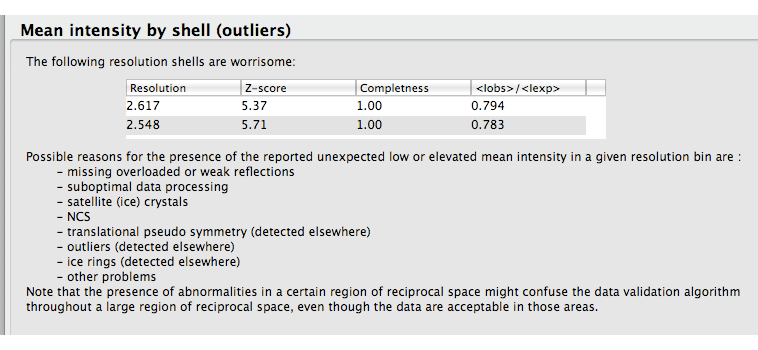 Mean intensity by shell (outliers)
The following resolution shells are worrisome:
Resolution Z-score Completness <Iobs>/<Iexp>
2.617 5.37 1.00 0.794
2.548 5.71 1.00 0.783
Possible reasons for the presence of the reported unexpected low or elevated mean intensity in a given resolution bin are :
- missing overloaded or weak reflections
- suboptimal data processing
- satellite (ice) crystals
- NCS
- translational pseudo symmetry (detected elsewhere)
- outliers (detected elsewhere)
- ice rings (detected elsewhere)
- other problems
Note that the presence of abnormalities in a certain region of reciprocal space might confuse the data validation algorithm
throughout a large region of reciprocal space, even though the data are acceptable in those areas.